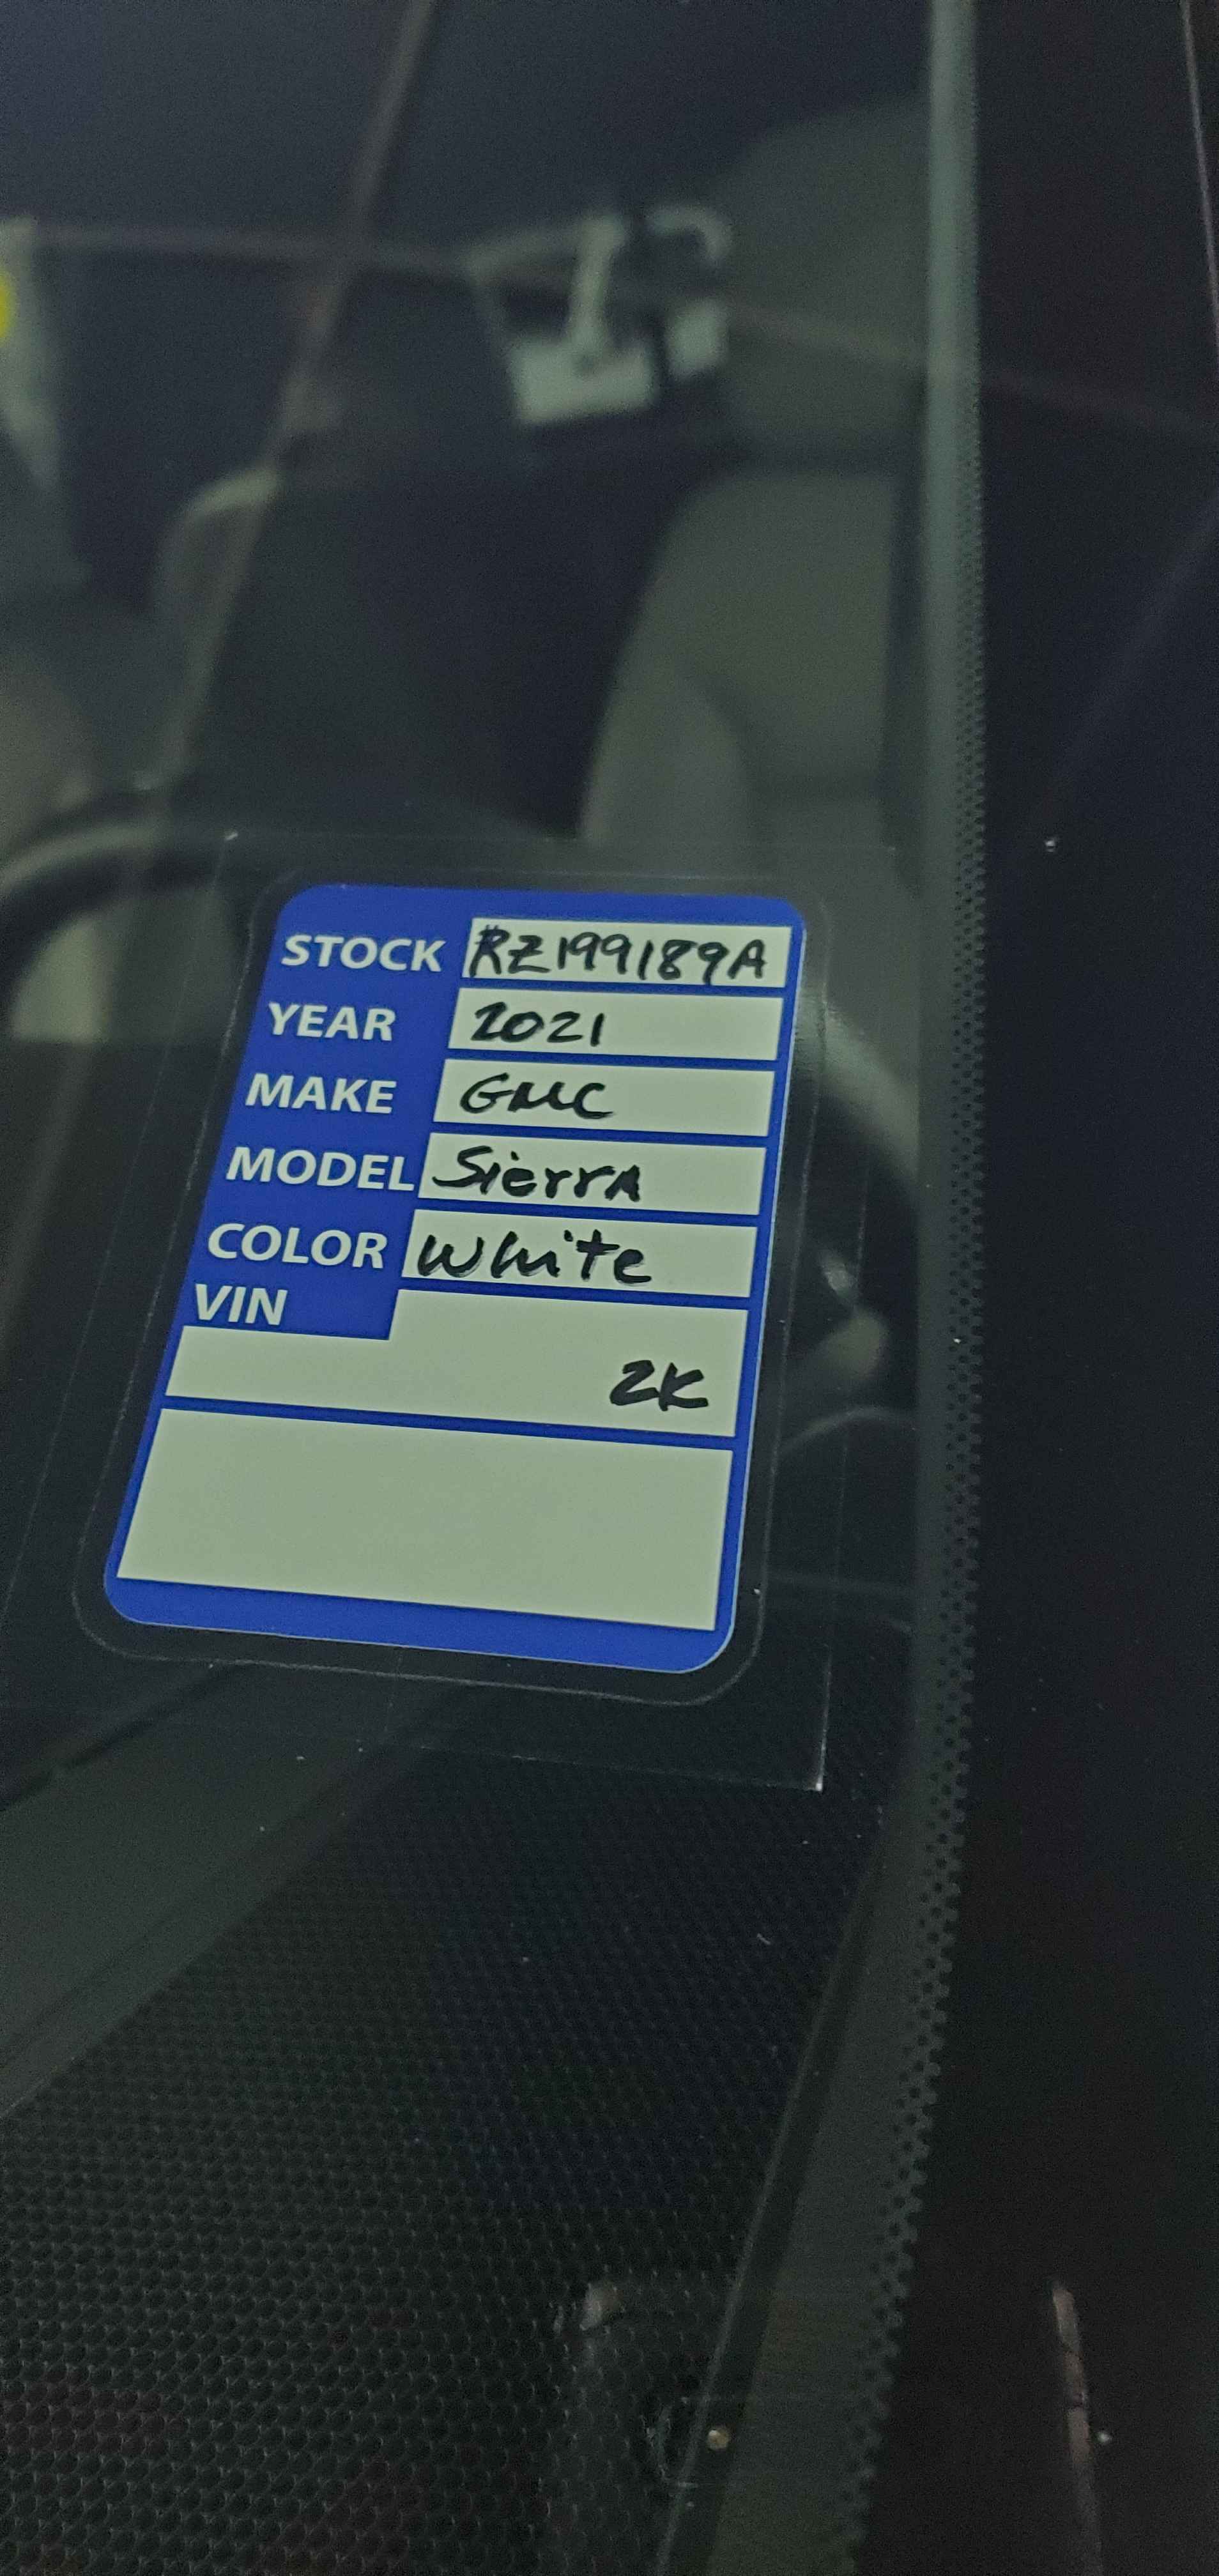 STOCK RZ199189A
YEAR 2021
MAKE GMC
MODEL SierrA
COLOR White
VIN
2K